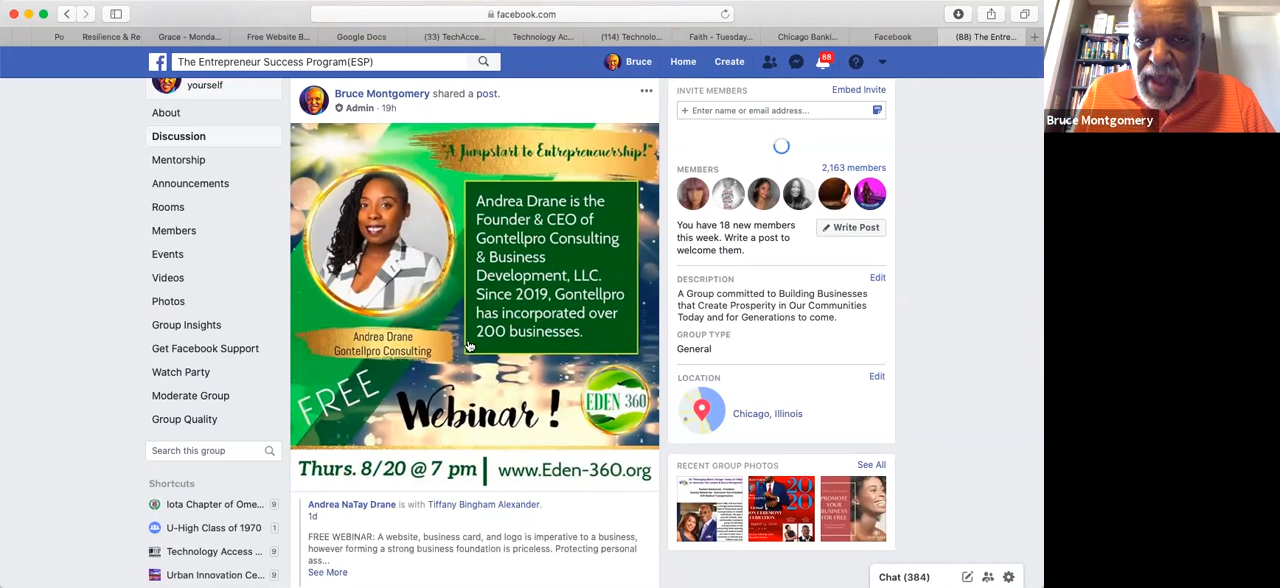 facebook.com
Po
Resilience & Re
Grace - Monda...
Free Website B...
Google Docs
(33) TechAcce...
Technology Ac...
(114) Technolo...
Faith - Tuesday...
Chicago Banki...
Facebook
(88) The Entre...
The Entrepreneur Success Program(ESP)
Bruce
Home
Create
88
yourself
About
Discussion
Mentorship
Announcements
Rooms
Members
Events
Videos
Photos
Group Insights
Get Facebook Support
Watch Party
Moderate Group
Group Quality
Search this group
Shortcuts
Iota Chapter of Ome... 9
U-High Class of 1970 1
Technology Access ... 9
Urban Innovation Ce... 9
Bruce Montgomery shared a post.
Admin · 19h
"A Jumpstart to Entrepreneurship!"
Andrea Drane is the
Founder & CEO of
Gontellpro Consulting
& Business
Development, LLC.
Since 2019, Gontellpro
has incorporated over
200 businesses.
Andrea Drane
Gontellpro Consulting
FREE
Webinar !
EDEN 360
Thurs. 8/20 @ 7 pm | www.Eden-360.org
Andrea NaTay Drane is with Tiffany Bingham Alexander.
1d
FREE WEBINAR: A website, business card, and logo is imperative to a business,
however forming a strong business foundation is priceless. Protecting personal
ass...
See More
INVITE MEMBERS
Embed Invite
+ Enter name or email address...
MEMBERS
2,163 members
You have 18 new members
this week. Write a post to
welcome them.
Write Post
DESCRIPTION
Edit
A Group committed to Building Businesses
that Create Prosperity in Our Communities
Today and for Generations to come.
GROUP TYPE
General
LOCATION
Edit
Chicago, Illinois
RECENT GROUP PHOTOS
See All
2020
PROMOTE
YOUR
BUSINESS
FOR FREE
Chat (384)
Bruce Montgomery